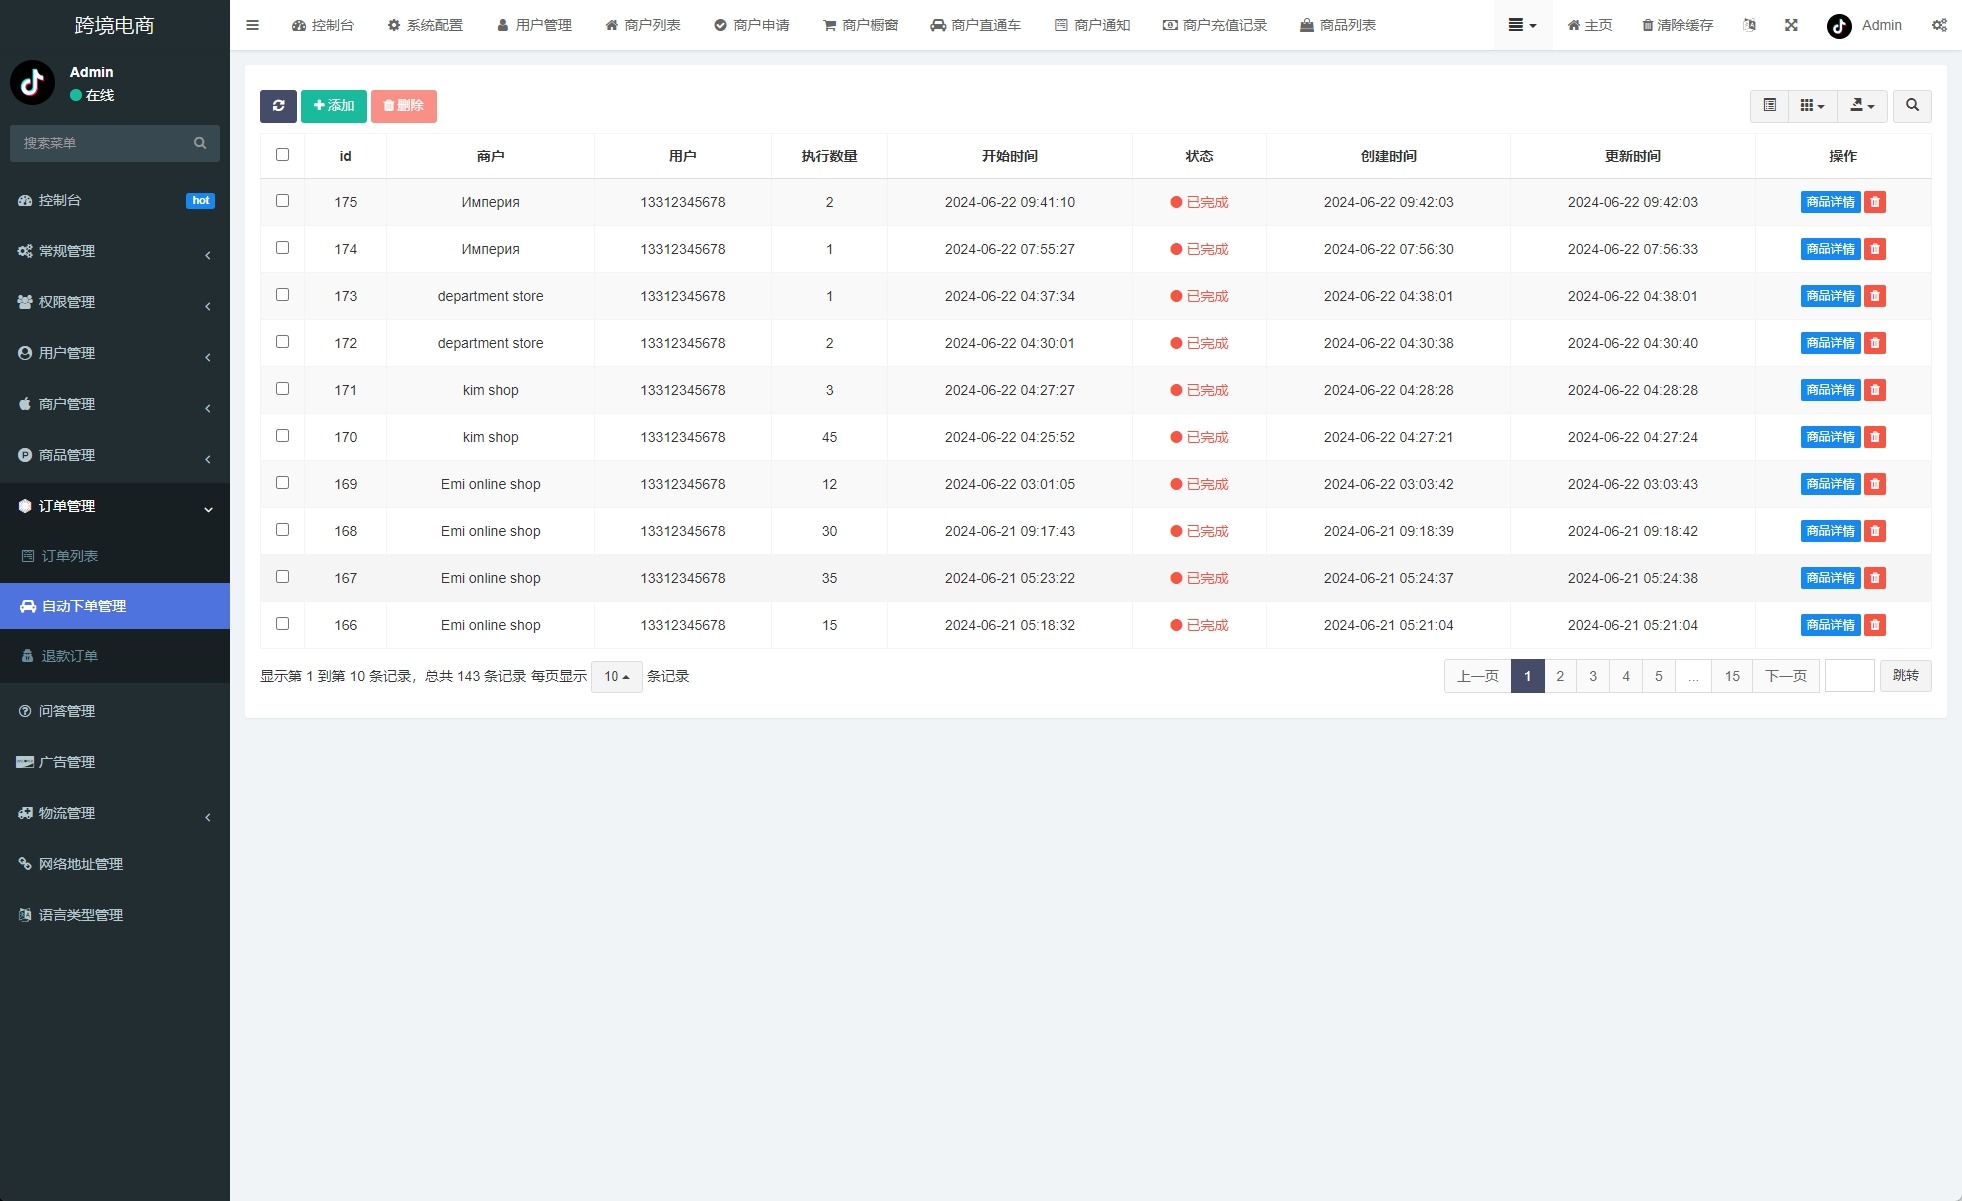 跨境电商
Admin
在线
搜索菜单
控制台 hot
常规管理
权限管理
用户管理
商户管理
商品管理
订单管理
订单列表
自动下单管理
退款订单
问答管理
广告管理
物流管理
网络地址管理
语言类型管理
控制台 系统配置 用户管理 商户列表 商户申请 商户橱窗 商户直通车 商户通知 商户充值记录 商品列表 主页 清除缓存 Admin
添加 删除
id 商户 用户 执行数量 开始时间 状态 创建时间 更新时间 操作
175 Империя 13312345678 2 2024-06-22 09:41:10 已完成 2024-06-22 09:42:03 2024-06-22 09:42:03 商品详情
174 Империя 13312345678 1 2024-06-22 07:55:27 已完成 2024-06-22 07:56:30 2024-06-22 07:56:33 商品详情
173 department store 13312345678 1 2024-06-22 04:37:34 已完成 2024-06-22 04:38:01 2024-06-22 04:38:01 商品详情
172 department store 13312345678 2 2024-06-22 04:30:01 已完成 2024-06-22 04:30:38 2024-06-22 04:30:40 商品详情
171 kim shop 13312345678 3 2024-06-22 04:27:27 已完成 2024-06-22 04:28:28 2024-06-22 04:28:28 商品详情
170 kim shop 13312345678 45 2024-06-22 04:25:52 已完成 2024-06-22 04:27:21 2024-06-22 04:27:24 商品详情
169 Emi online shop 13312345678 12 2024-06-22 03:01:05 已完成 2024-06-22 03:03:42 2024-06-22 03:03:43 商品详情
168 Emi online shop 13312345678 30 2024-06-21 09:17:43 已完成 2024-06-21 09:18:39 2024-06-21 09:18:42 商品详情
167 Emi online shop 13312345678 35 2024-06-21 05:23:22 已完成 2024-06-21 05:24:37 2024-06-21 05:24:38 商品详情
166 Emi online shop 13312345678 15 2024-06-21 05:18:32 已完成 2024-06-21 05:21:04 2024-06-21 05:21:04 商品详情
显示第 1 到第 10 条记录，总共 143 条记录 每页显示 10 条记录 上一页 1 2 3 4 5 ... 15 下一页 跳转